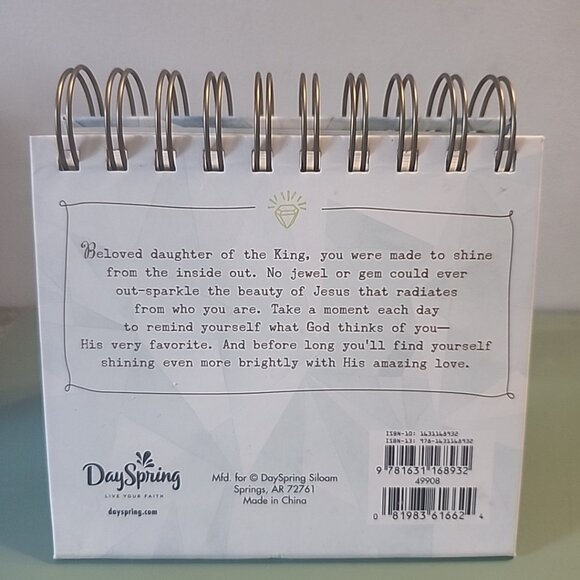 Beloved daughter of the King, you were made to shine
from the inside out. No jewel or gem could ever
out-sparkle the beauty of Jesus that radiates
from who you are. Take a moment each day
to remind yourself what God thinks of you—
His very favorite. And before long you'll find yourself
shining even more brightly with His amazing love.
DaySpring
LIVE YOUR FAITH
dayspring.com
Mfd. for © DaySpring Siloam
Springs, AR 72761
Made in China
ISBN-10: 1631168932
ISBN-13: 978-1631168932
9 781631 168932
49908
0 81983 61662 4